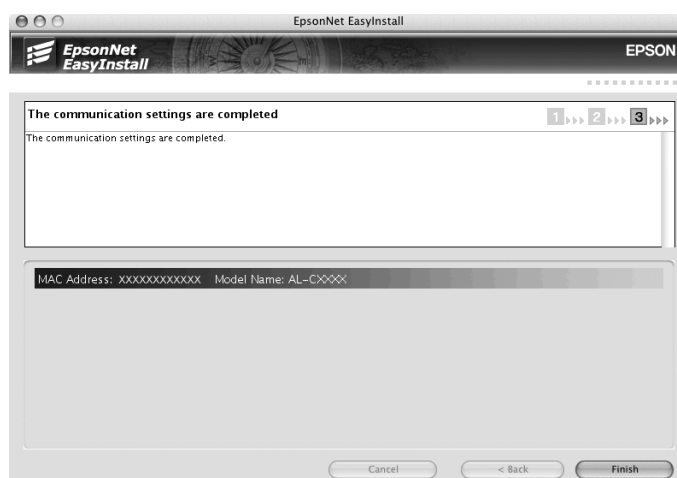 EpsonNet EasyInstall
EpsonNet
EasyInstall
EPSON
The communication settings are completed
1 2 3
The communication settings are completed.
MAC Address: XXXXXXXXXXXX Model Name: AL-CXXXX
Cancel < Back Finish